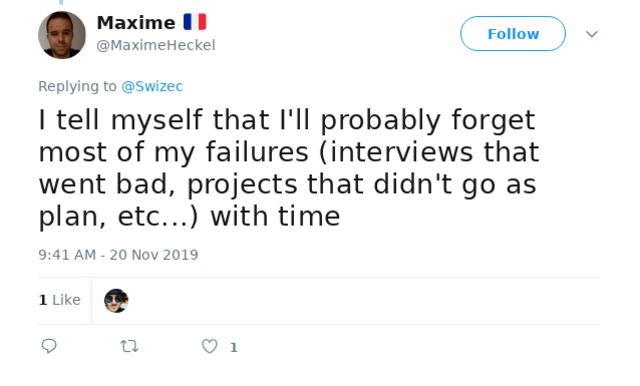 Maxime 🇫🇷
@MaximeHeckel
Follow
Replying to @Swizec
I tell myself that I'll probably forget
most of my failures (interviews that
went bad, projects that didn't go as
plan, etc...) with time
9:41 AM - 20 Nov 2019
1 Like
1